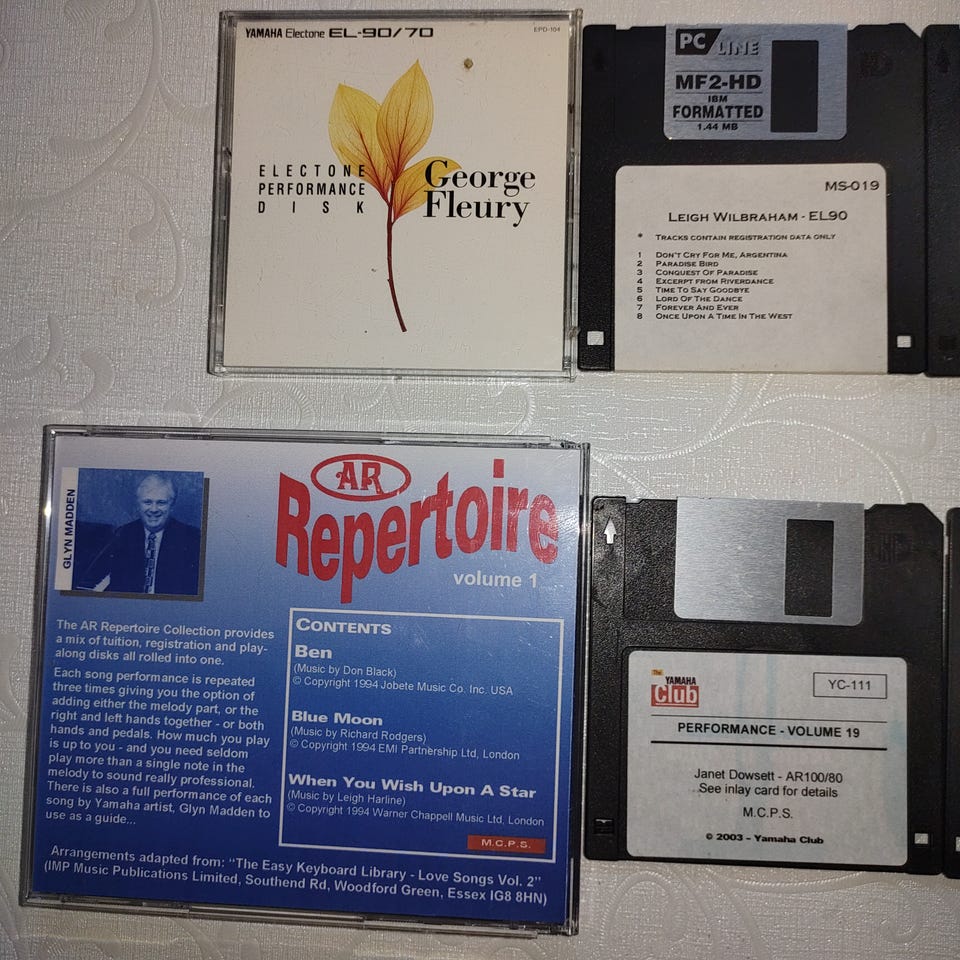 YAMAHA Electone EL-90/70
EPD-104
ELECTONE
PERFORMANCE
DISK
George
Fleury
PC LINE
MF2-HD
IBM
FORMATTED
1.44 MB
HD
MS-019
LEIGH WILBRAHAM - EL90
* TRACKS CONTAIN REGISTRATION DATA ONLY
1 DON'T CRY FOR ME, ARGENTINA
2 PARADISE BIRD
3 CONQUEST OF PARADISE
4 EXCERPT FROM RIVERDANCE
5 TIME TO SAY GOODBYE
6 LORD OF THE DANCE
7 FOREVER AND EVER
8 ONCE UPON A TIME IN THE WEST
GLYN MADDEN
AR
Repertoire
volume 1
The AR Repertoire Collection provides
a mix of tuition, registration and play-
along disks all rolled into one.
Each song performance is repeated
three times giving you the option of
adding either the melody part, or the
right and left hands together - or both
hands and pedals. How much you play
is up to you - and you need seldom
play more than a single note in the
melody to sound really professional.
There is also a full performance of each
song by Yamaha artist, Glyn Madden to
use as a guide...
CONTENTS
Ben
(Music by Don Black)
© Copyright 1994 Jobete Music Co. Inc. USA
Blue Moon
(Music by Richard Rodgers)
© Copyright 1994 EMI Partnership Ltd, London
When You Wish Upon A Star
(Music by Leigh Harline)
© Copyright 1994 Warner Chappell Music Ltd, London
M.C.P.S.
Arrangements adapted from: "The Easy Keyboard Library - Love Songs Vol. 2"
(IMP Music Publications Limited, Southend Rd, Woodford Green, Essex IG8 8HN)
HD
The
YAMAHA
Club
YC-111
PERFORMANCE - VOLUME 19
Janet Dowsett - AR100/80
See inlay card for details
M.C.P.S.
© 2003 - Yamaha Club